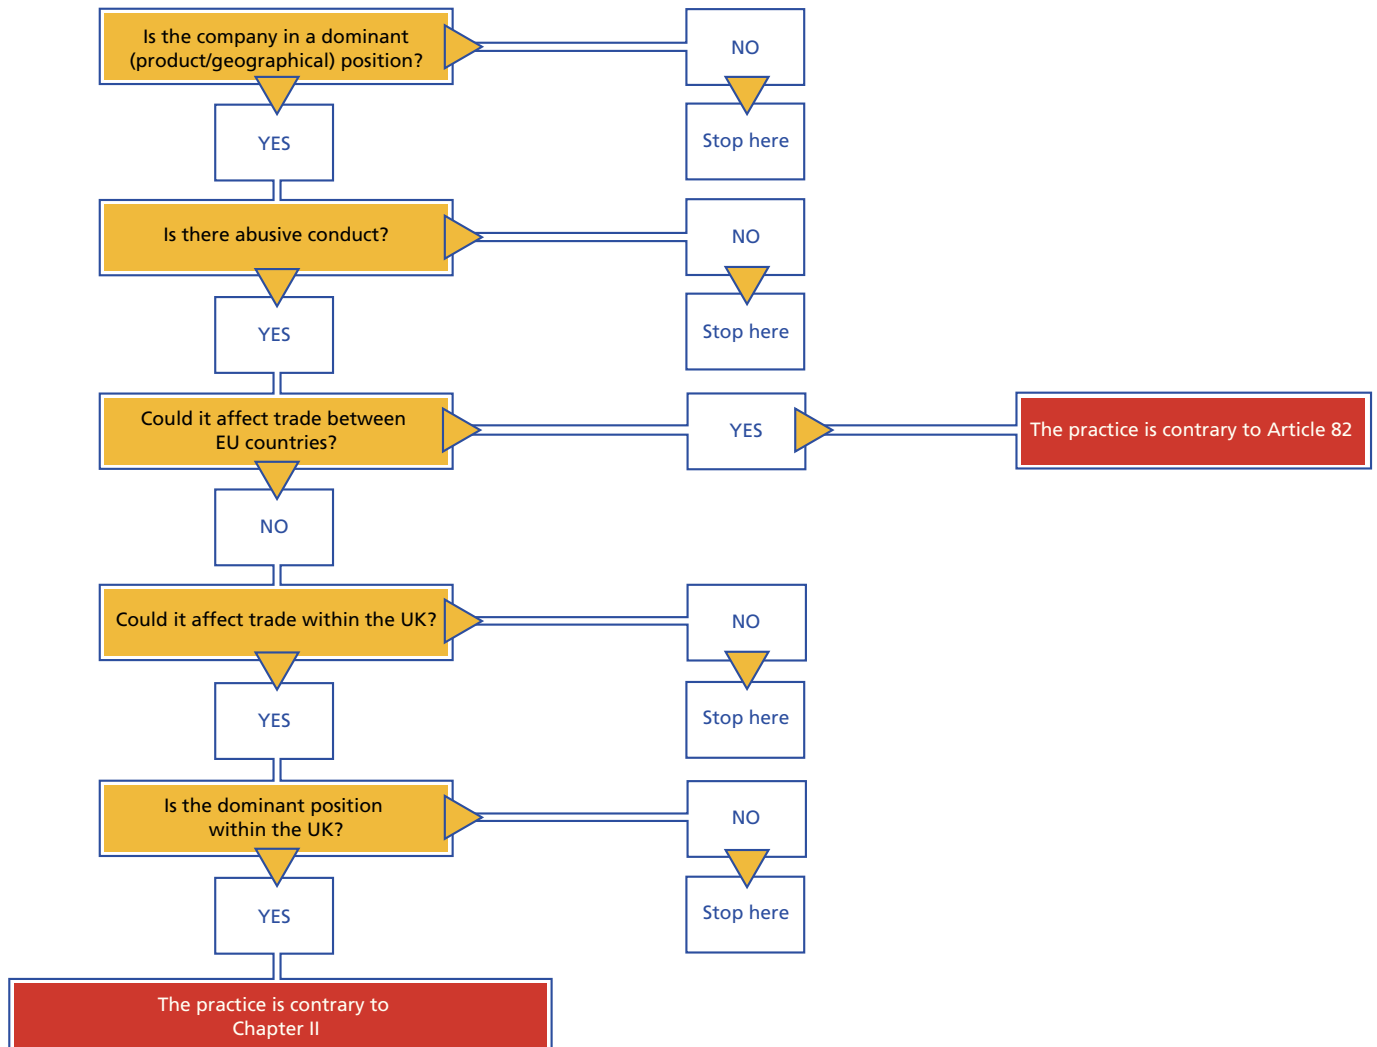 Is the company in a dominant
(product/geographical) position?
NO
YES
Stop here
Is there abusive conduct?
NO
YES
Stop here
Could it affect trade between
EU countries?
YES
The practice is contrary to Article 82
NO
Could it affect trade within the UK?
NO
YES
Stop here
Is the dominant position
within the UK?
NO
YES
Stop here
The practice is contrary to
Chapter II